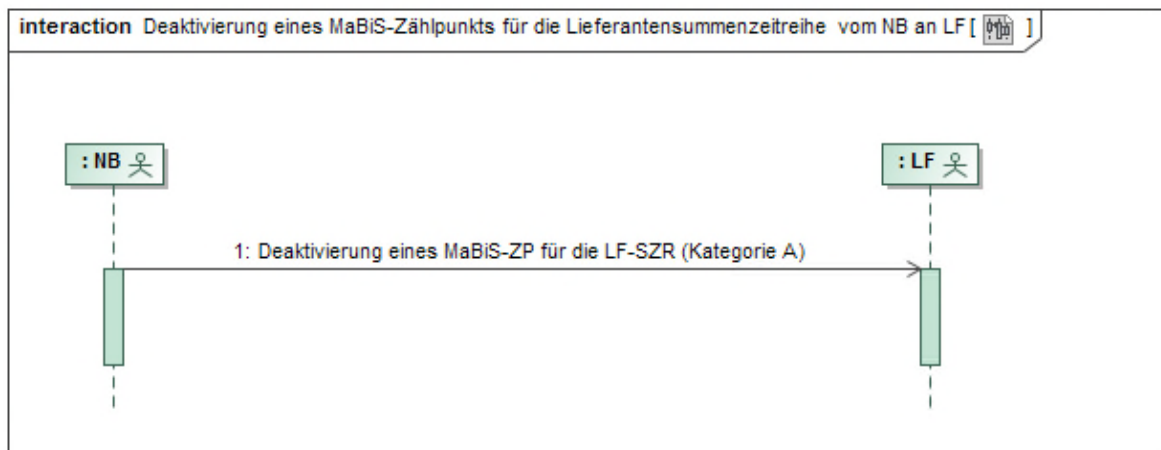 interaction Deaktivierung eines MaBiS-Zählpunkts für die Lieferantensummenzeitreihe vom NB an LF [ ]
: NB
: LF
1: Deaktivierung eines MaBiS-ZP für die LF-SZR (Kategorie A)